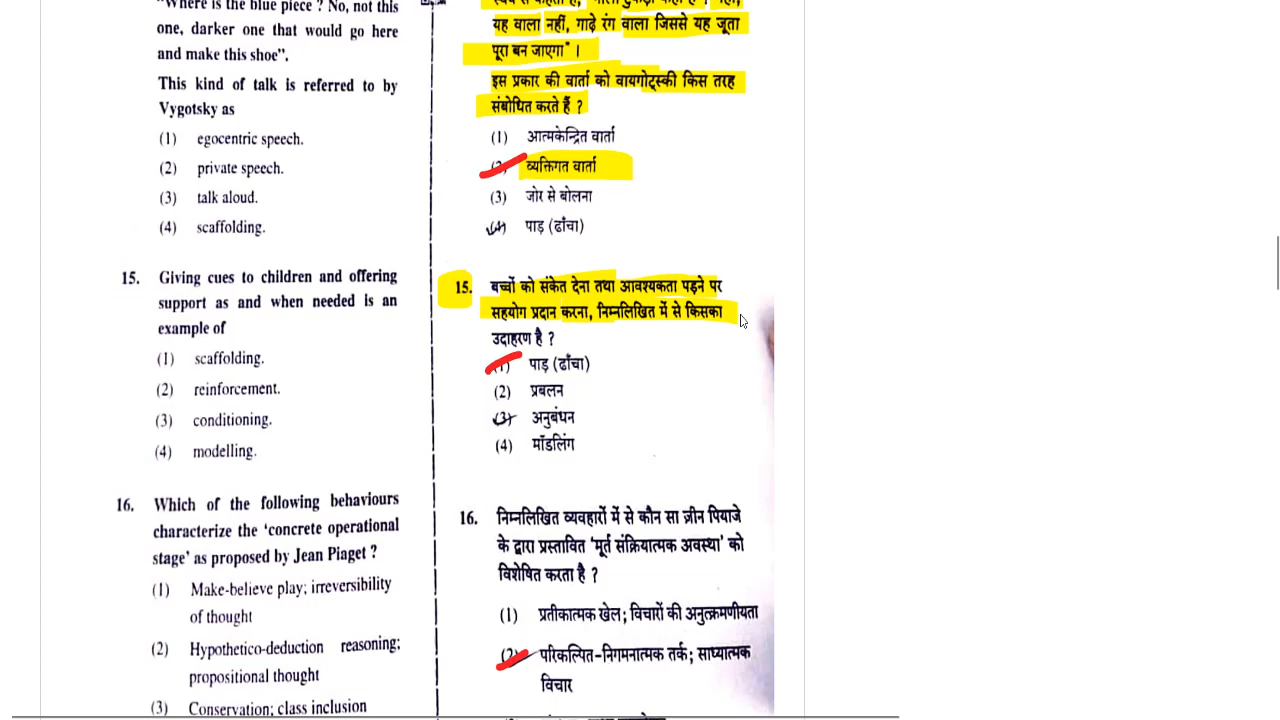 "Where is the blue piece ? No, not this
one, darker one that would go here
and make this shoe".
This kind of talk is referred to by
Vygotsky as
(1) egocentric speech.
(2) private speech.
(3) talk aloud.
(4) scaffolding.
15. Giving cues to children and offering
support as and when needed is an
example of
(1) scaffolding.
(2) reinforcement.
(3) conditioning.
(4) modelling.
16. Which of the following behaviours
characterize the 'concrete operational
stage' as proposed by Jean Piaget ?
(1) Make-believe play; irreversibility
of thought
(2) Hypothetico-deduction reasoning;
propositional thought
(3) Conservation; class inclusion
यह वाला नहीं, गाढ़े रंग वाला जिससे यह जूता
पूरा बन जाएगा" ।
इस प्रकार की वार्ता को वायगोट्स्की किस तरह
संबोधित करते हैं ?
(1) आत्मकेन्द्रित वार्ता
(2) व्यक्तिगत वार्ता
(3) जोर से बोलना
(4) पाड़ (ढाँचा)
15. बच्चों को संकेत देना तथा आवश्यकता पड़ने पर
सहयोग प्रदान करना, निम्नलिखित में से किसका
उदाहरण है ?
(1) पाड़ (ढाँचा)
(2) प्रबलन
(3) अनुबंधन
(4) मॉडलिंग
16. निम्नलिखित व्यवहारों में से कौन सा ज़ीन पियाजे
के द्वारा प्रस्तावित 'मूर्त संक्रियात्मक अवस्था' को
विशेषित करता है ?
(1) प्रतीकात्मक खेल; विचारों की अनुत्क्रमणीयता
(2) परिकल्पित-निगमनात्मक तर्क; साध्यात्मक
विचार